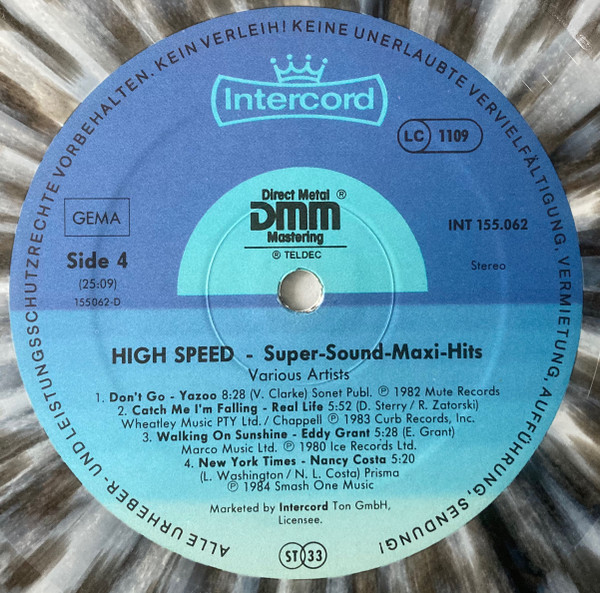 ALLE URHEBER- UND LEISTUNGSSCHUTZRECHTE VORBEHALTEN. KEIN VERLEIH! KEINE UNERLAUBTE VERVIELFÄLTIGUNG, VERMIETUNG, AUFFÜHRUNG, SENDUNG!
Intercord
LC 1109
Direct Metal ®
DMM
Mastering
® TELDEC
GEMA
INT 155.062
Side 4
Stereo
(25:09)
155062-D
HIGH SPEED - Super-Sound-Maxi-Hits
Various Artists
1. Don't Go - Yazoo 8:28 (V. Clarke) Sonet Publ. ℗ 1982 Mute Records
2. Catch Me I'm Falling - Real Life 5:52 (D. Sterry / R. Zatorski)
Wheatley Music PTY Ltd. / Chappell ℗ 1983 Curb Records, Inc.
3. Walking On Sunshine - Eddy Grant 5:28 (E. Grant)
Marco Music Ltd. ℗ 1980 Ice Records Ltd.
4. New York Times - Nancy Costa 5:20
(L. Washington / N. L. Costa) Prisma
℗ 1984 Smash One Music
Marketed by Intercord Ton GmbH,
Licensee.
ST 33